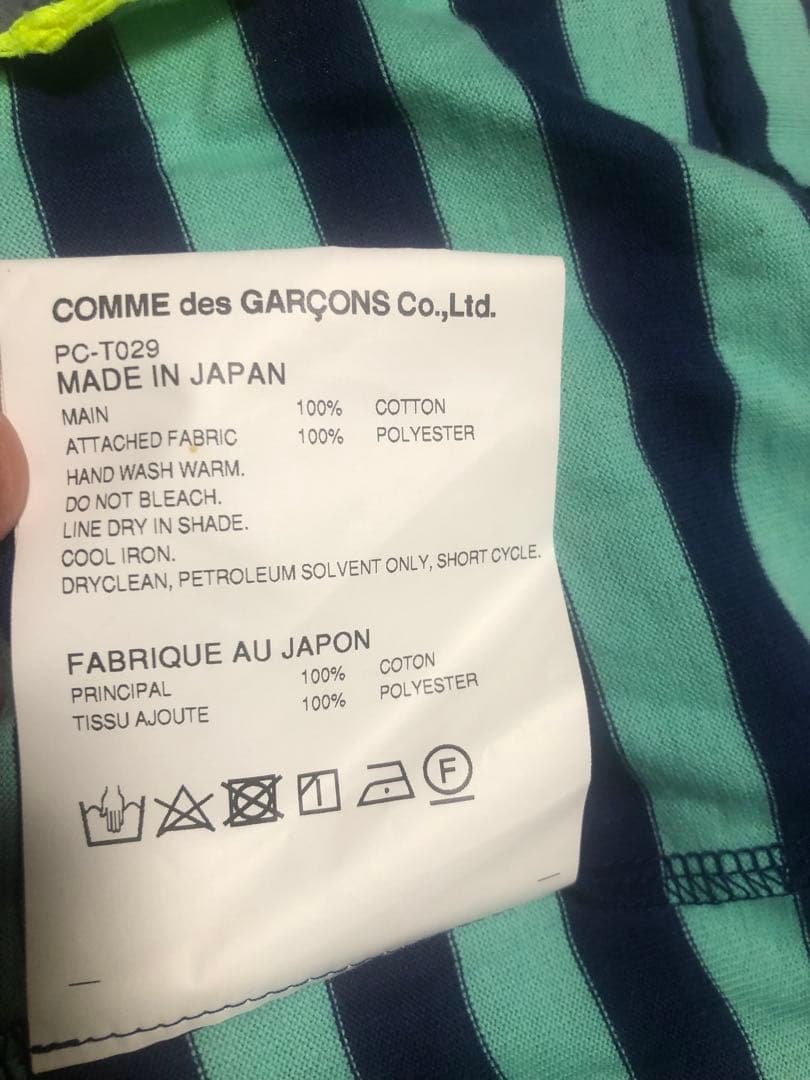 COMME des GARÇONS Co.,Ltd.
PC-T029
MADE IN JAPAN
MAIN 100% COTTON
ATTACHED FABRIC 100% POLYESTER
HAND WASH WARM.
DO NOT BLEACH.
LINE DRY IN SHADE.
COOL IRON.
DRYCLEAN, PETROLEUM SOLVENT ONLY, SHORT CYCLE.
FABRIQUE AU JAPON
PRINCIPAL 100% COTON
TISSU AJOUTE 100% POLYESTER
F